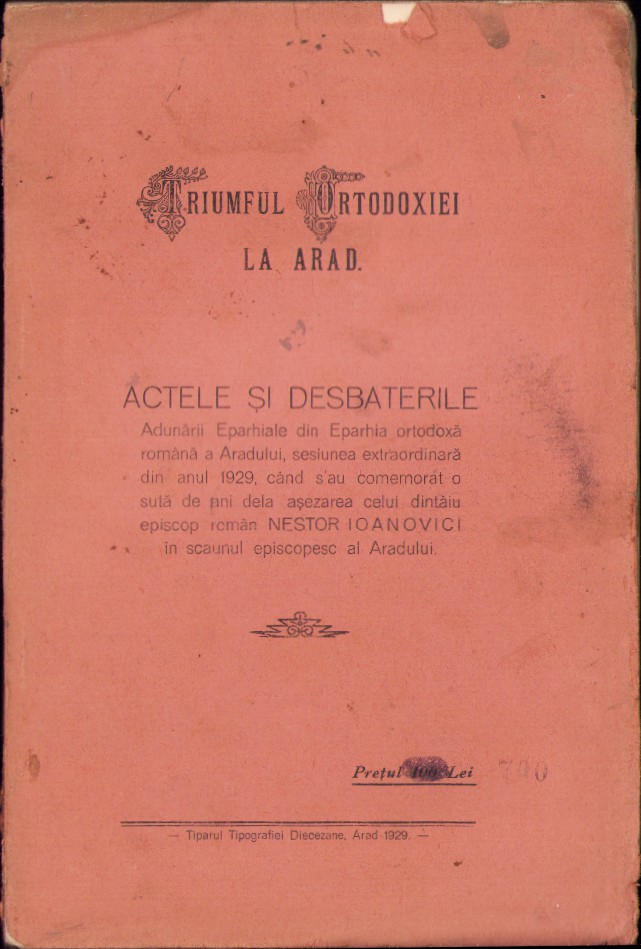 TRIUMFUL ORTODOXIEI
LA ARAD.
ACTELE ȘI DESBATERILE
Adunării Eparhiale din Eparhia ortodoxă
română a Aradului, sesiunea extraordinară
din anul 1929, când s'au comemorat o
sută de ani dela așezarea celui dintâiu
episcop român NESTOR IOANOVICI
în scaunul episcopesc al Aradului.
Prețul 100 Lei
— Tiparul Tipografiei Diecezane, Arad 1929. —